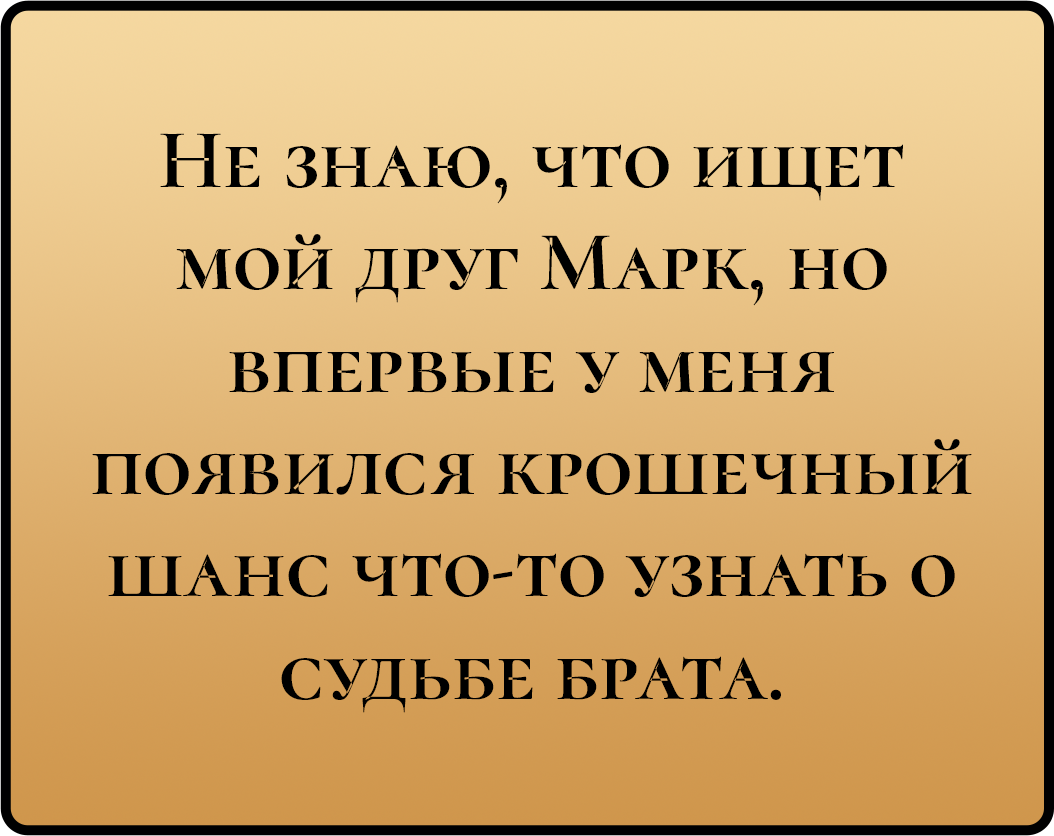 Не знаю, что ищет
мой друг Марк, но
впервые у меня
появился крошечный
шанс что-то узнать о
судьбе брата.